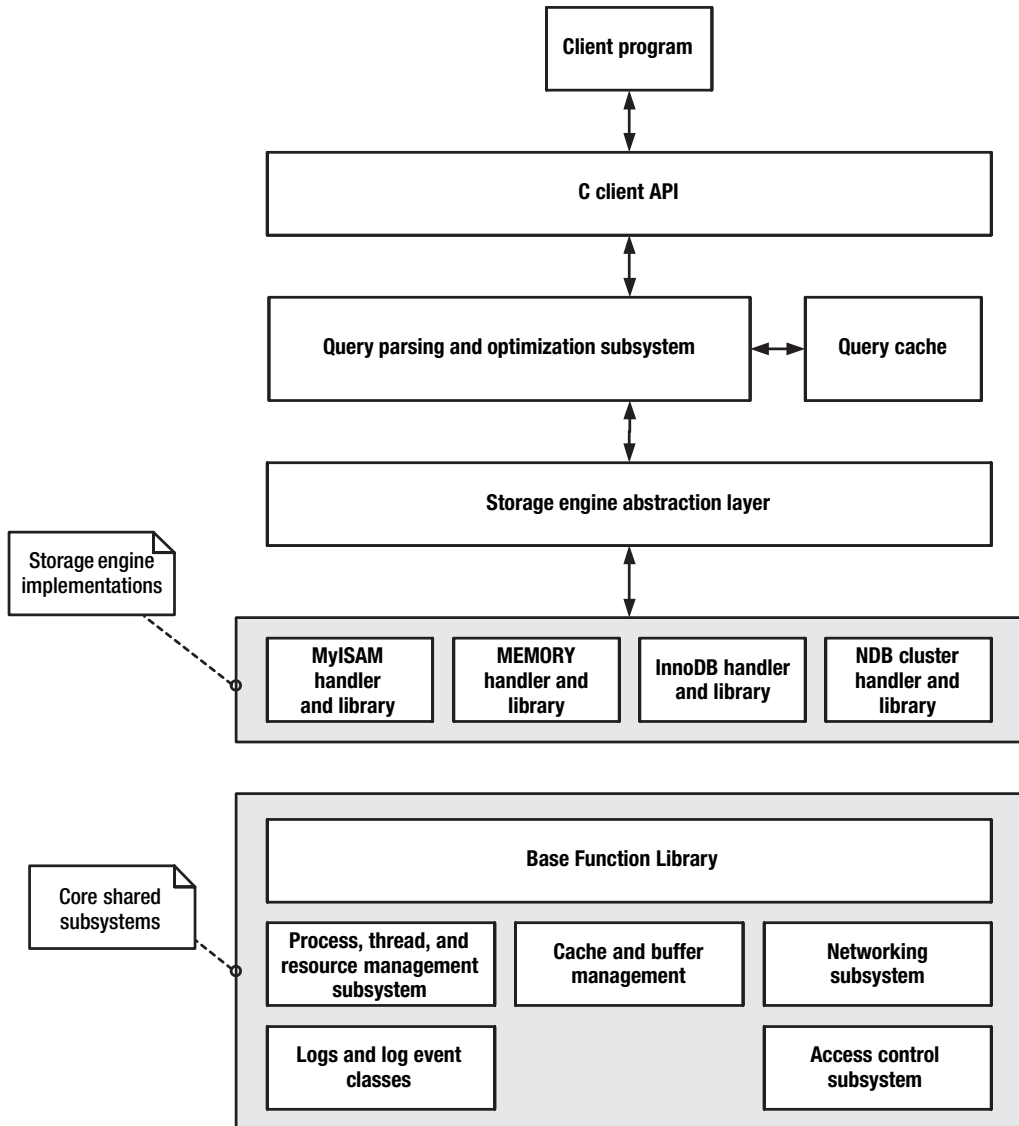 Client program
C client API
Query parsing and optimization subsystem
Query cache
Storage engine abstraction layer
Storage engine
implementations
MyISAM
handler
and library
MEMORY
handler and
library
InnoDB handler
and library
NDB cluster
handler and
library
Base Function Library
Core shared
subsystems
Process, thread, and
resource management
subsystem
Cache and buffer
management
Networking
subsystem
Logs and log event
classes
Access control
subsystem